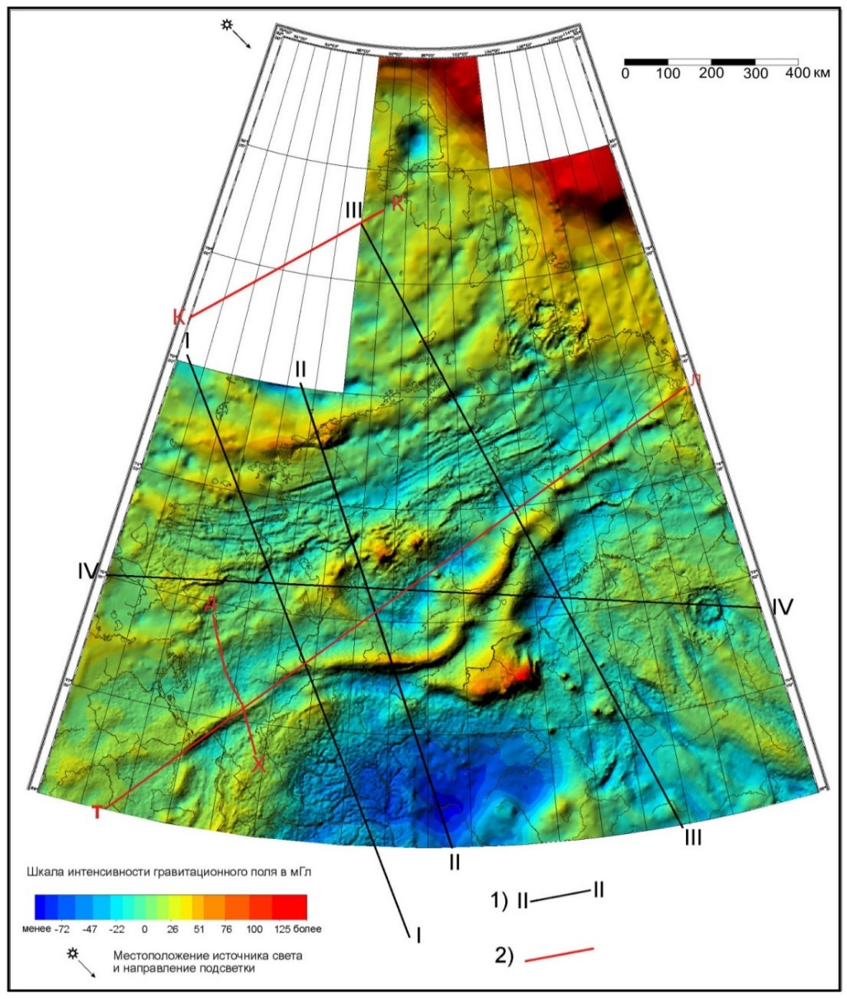 0 100 200 300 400 км
К
III
К
I
II
Л
IV
Д
IV
Х
Т
III
II
Шкала интенсивности гравитационного поля в мГл
менее -72 -47 -22 0 26 51 76 100 125 более
1) II II
I
Местоположение источника света
и направление подсветки
2)